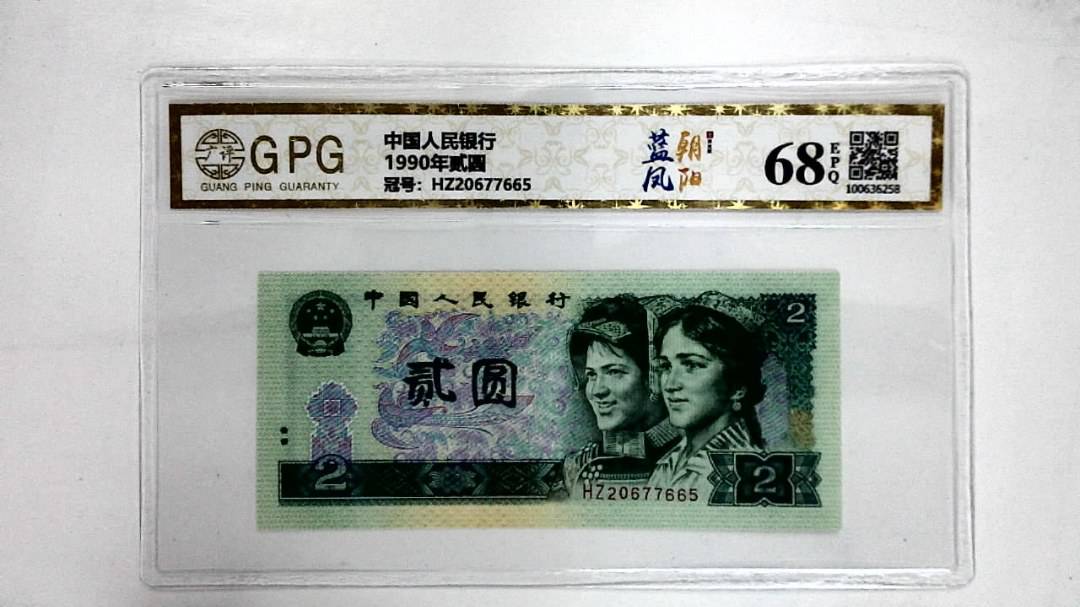 广评
GPG
GUANG PING GUARANTY
中国人民银行
1990年贰圆
冠号：HZ20677665
蓝凤
朝阳
68
EPQ
100636258
中国人民银行
2
贰圆
2
HZ20677665
2